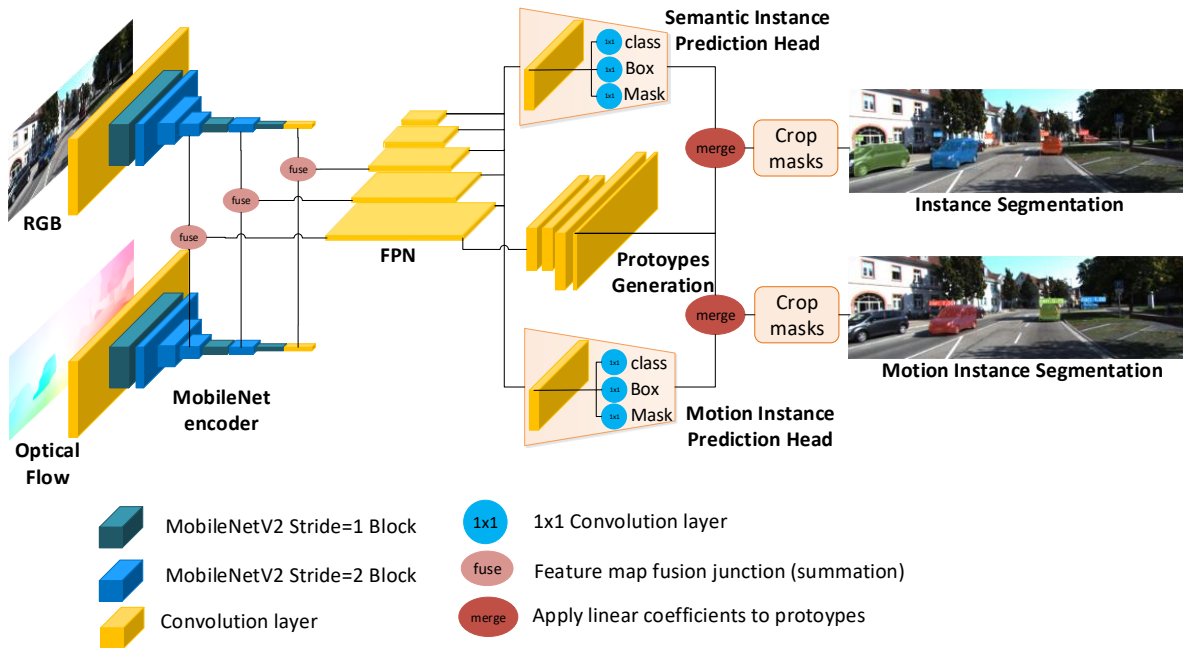 Semantic Instance
Prediction Head
1x1 class
1x1 Box
1x1 Mask
RGB
fuse
fuse
fuse
FPN
merge
Crop
masks
Instance Segmentation
Protoypes
Generation
merge
Crop
masks
Motion Instance Segmentation
1x1 class
1x1 Box
1x1 Mask
Motion Instance
Prediction Head
MobileNet
encoder
Optical
Flow
MobileNetV2 Stride=1 Block
MobileNetV2 Stride=2 Block
Convolution layer
1x1 1x1 Convolution layer
fuse Feature map fusion junction (summation)
merge Apply linear coefficients to protoypes